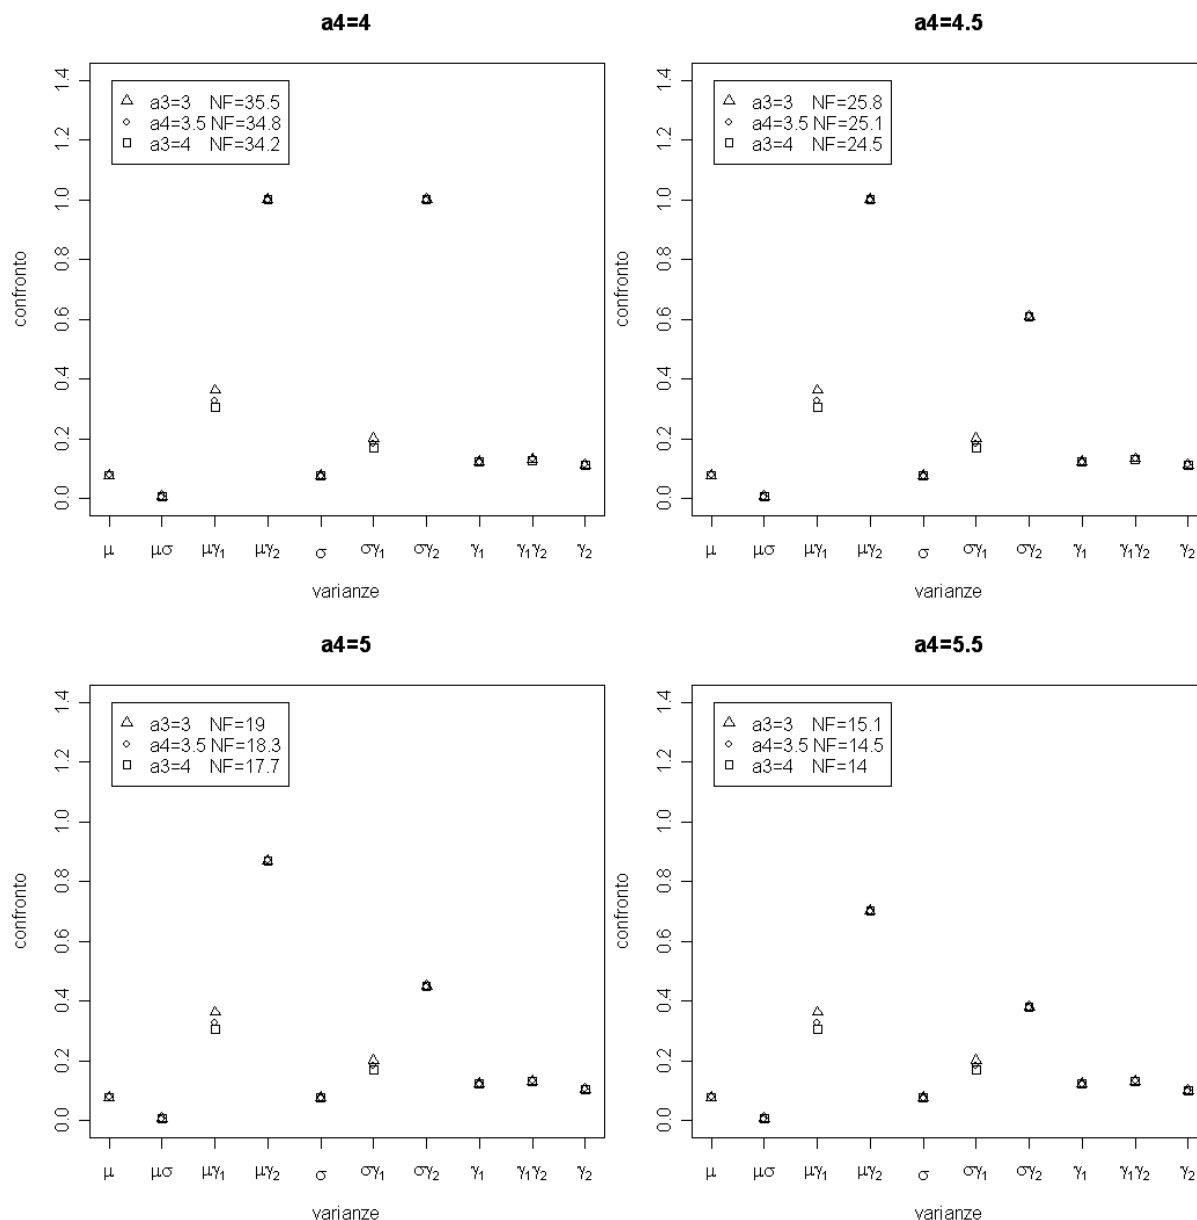 a4=4
1.4
1.2
1.0
0.8
0.6
0.4
0.2
0.0
confronto
a3=3 NF=35.5
a4=3.5 NF=34.8
a3=4 NF=34.2
μ μσ μγ1 μγ2 σ σγ1 σγ2 γ1 γ1γ2 γ2
varianze
a4=4.5
1.4
1.2
1.0
0.8
0.6
0.4
0.2
0.0
confronto
a3=3 NF=25.8
a4=3.5 NF=25.1
a3=4 NF=24.5
μ μσ μγ1 μγ2 σ σγ1 σγ2 γ1 γ1γ2 γ2
varianze
a4=5
1.4
1.2
1.0
0.8
0.6
0.4
0.2
0.0
confronto
a3=3 NF=19
a4=3.5 NF=18.3
a3=4 NF=17.7
μ μσ μγ1 μγ2 σ σγ1 σγ2 γ1 γ1γ2 γ2
varianze
a4=5.5
1.4
1.2
1.0
0.8
0.6
0.4
0.2
0.0
confronto
a3=3 NF=15.1
a4=3.5 NF=14.5
a3=4 NF=14
μ μσ μγ1 μγ2 σ σγ1 σγ2 γ1 γ1γ2 γ2
varianze